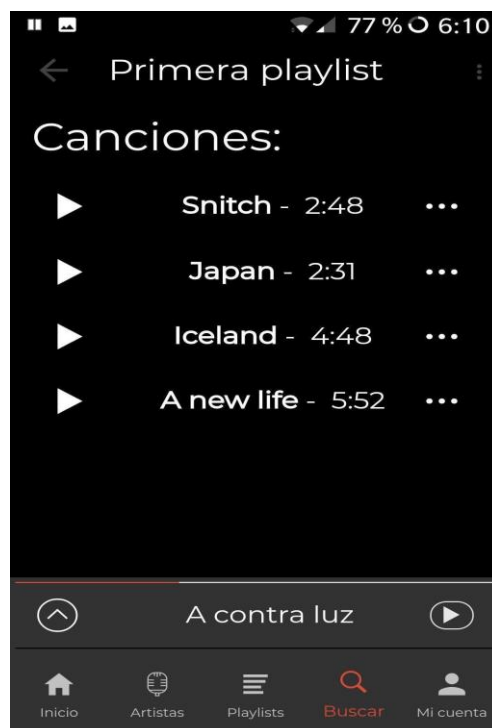 77 % 6:10
Primera playlist
Canciones:
Snitch - 2:48
Japan - 2:31
Iceland - 4:48
A new life - 5:52
A contra luz
Inicio Artistas Playlists Buscar Mi cuenta